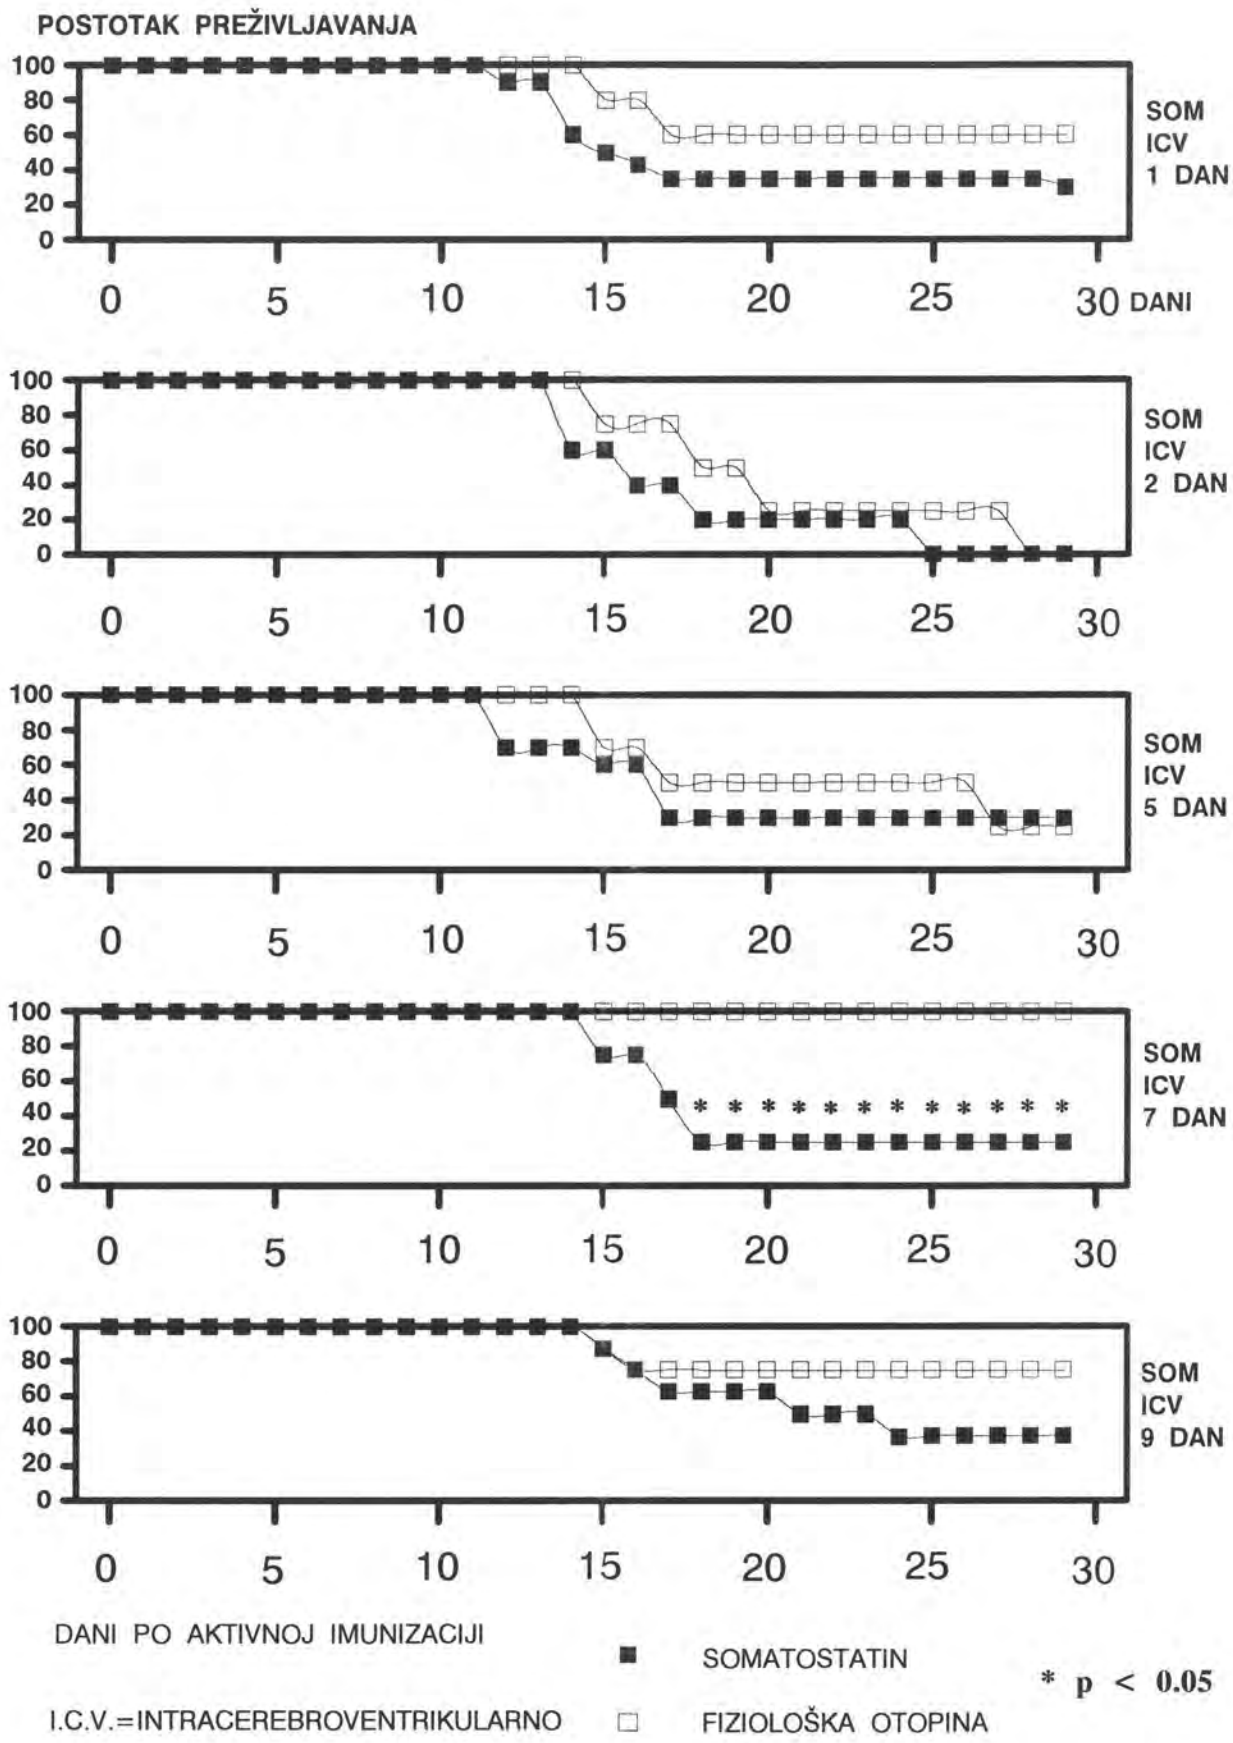 POSTOTAK PREŽIVLJAVANJA
100
80
60
40
20
0
0 5 10 15 20 25 30 DANI
SOM
ICV
1 DAN
100
80
60
40
20
0
0 5 10 15 20 25 30
SOM
ICV
2 DAN
100
80
60
40
20
0
0 5 10 15 20 25 30
SOM
ICV
5 DAN
100
80
60
40
20
0
* * * * * * * * * * * *
0 5 10 15 20 25 30
SOM
ICV
7 DAN
100
80
60
40
20
0
0 5 10 15 20 25 30
SOM
ICV
9 DAN
DANI PO AKTIVNOJ IMUNIZACIJI
■ SOMATOSTATIN
* p < 0.05
I.C.V.=INTRACEREBROVENTRIKULARNO
□ FIZIOLOŠKA OTOPINA